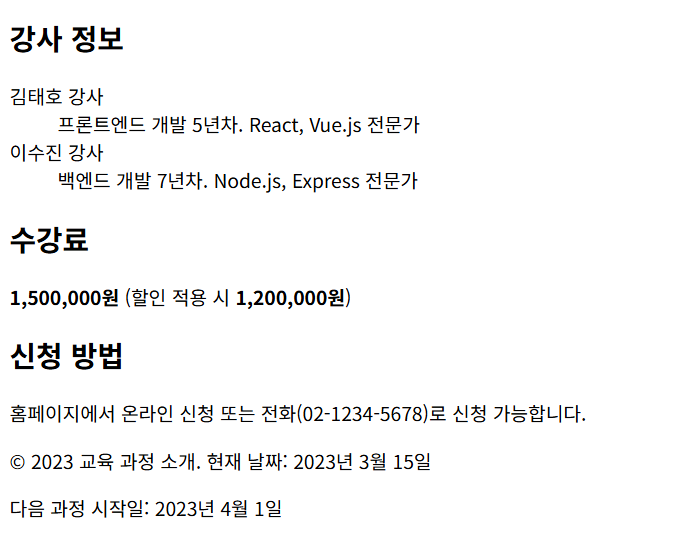 강사 정보
김태호 강사
프론트엔드 개발 5년차. React, Vue.js 전문가
이수진 강사
백엔드 개발 7년차. Node.js, Express 전문가
수강료
1,500,000원 (할인 적용 시 1,200,000원)
신청 방법
홈페이지에서 온라인 신청 또는 전화(02-1234-5678)로 신청 가능합니다.
© 2023 교육 과정 소개. 현재 날짜: 2023년 3월 15일
다음 과정 시작일: 2023년 4월 1일